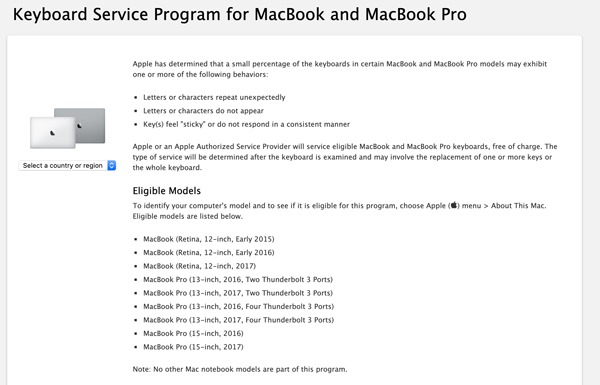 Keyboard Service Program for MacBook and MacBook Pro
Apple has determined that a small percentage of the keyboards in certain MacBook and MacBook Pro models may exhibit
one or more of the following behaviors:
▪ Letters or characters repeat unexpectedly
▪ Letters or characters do not appear
▪ Key(s) feel "sticky" or do not respond in a consistent manner
Select a country or region
Apple or an Apple Authorized Service Provider will service eligible MacBook and MacBook Pro keyboards, free of charge. The
type of service will be determined after the keyboard is examined and may involve the replacement of one or more keys or
the whole keyboard.
Eligible Models
To identify your computer's model and to see if it is eligible for this program, choose Apple () menu > About This Mac.
Eligible models are listed below.
▪ MacBook (Retina, 12-inch, Early 2015)
▪ MacBook (Retina, 12-inch, Early 2016)
▪ MacBook (Retina, 12-inch, 2017)
▪ MacBook Pro (13-inch, 2016, Two Thunderbolt 3 Ports)
▪ MacBook Pro (13-inch, 2017, Two Thunderbolt 3 Ports)
▪ MacBook Pro (13-inch, 2016, Four Thunderbolt 3 Ports)
▪ MacBook Pro (13-inch, 2017, Four Thunderbolt 3 Ports)
▪ MacBook Pro (15-inch, 2016)
▪ MacBook Pro (15-inch, 2017)
Note: No other Mac notebook models are part of this program.